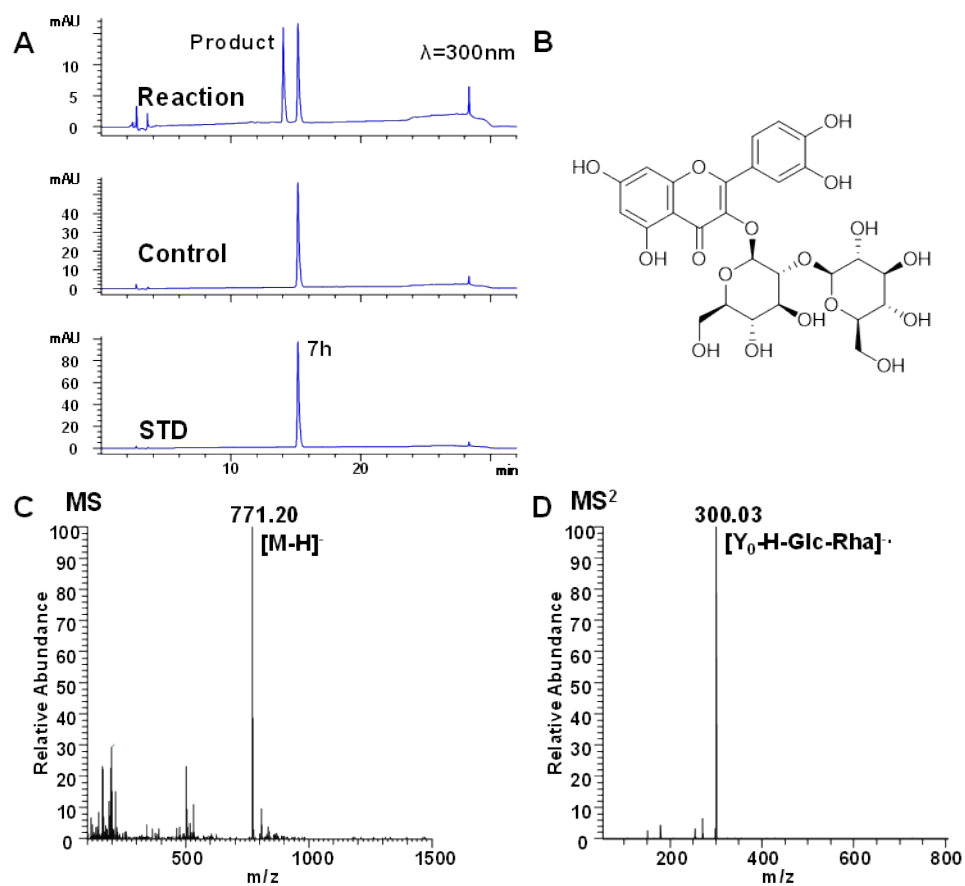 A
mAU
Product
λ=300nm
10
5
0
Reaction
mAU
40
30
20
10
0
Control
mAU
80
60
40
20
0
7h
STD
10
20
min
B
OH
OH
HO
O
O
OH
O
HO
O
OH
O
O
OH
OH
OH
OH
OH
C
MS
771.20
[M-H]-
100
90
80
70
60
50
40
30
20
10
0
Relative Abundance
500
1000
1500
m/z
D
MS²
300.03
[Y₀-H-Glc-Rha]-·
100
90
80
70
60
50
40
30
20
10
0
Relative Abundance
200
400
600
800
m/z